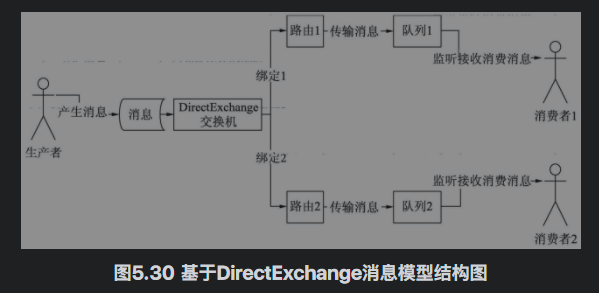 路由1
传输消息
队列1
监听接收消费消息
消费者1
绑定1
生产者
产生消息
消息
DirectExchange
交换机
绑定2
路由2
传输消息
队列2
监听接收消费消息
消费者2
图5.30 基于DirectExchange消息模型结构图